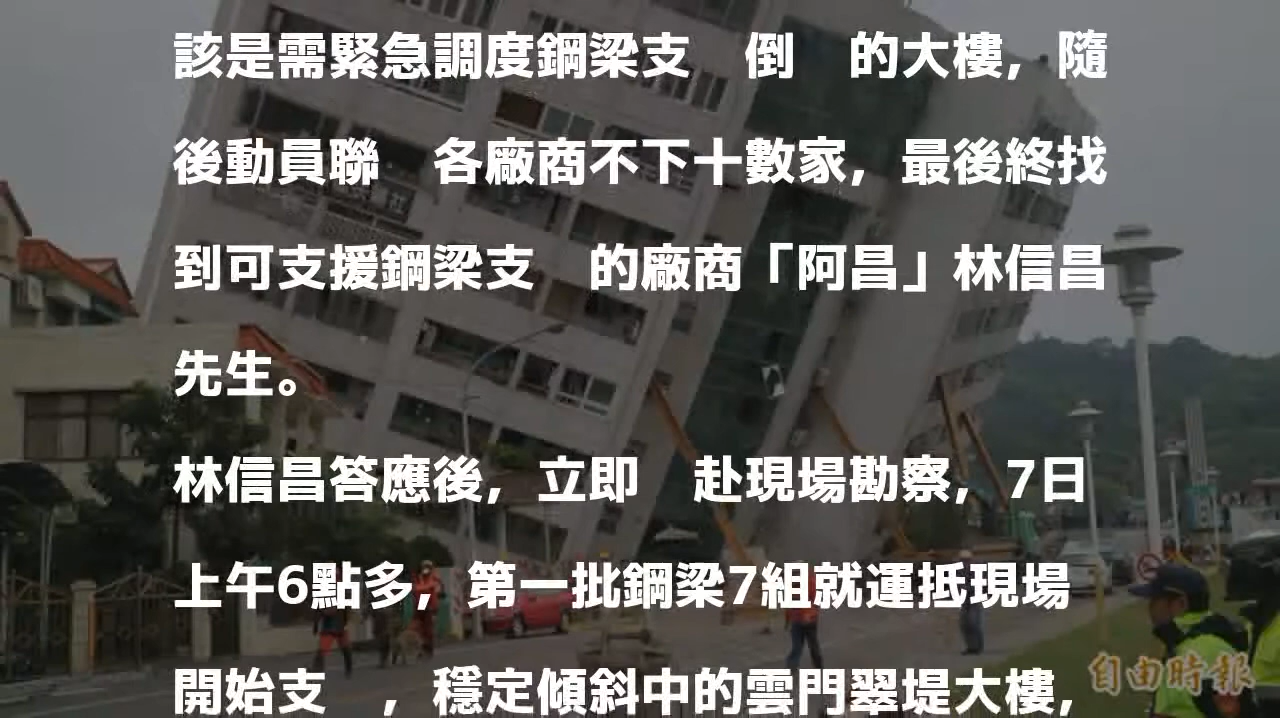 該是需緊急調度鋼梁支　倒　的大樓，隨
後動員聯　各廠商不下十數家，最後終找
到可支援鋼梁支　的廠商「阿昌」林信昌
先生。
林信昌答應後，立即　赴現場勘察，7日
上午6點多，第一批鋼梁7組就運抵現場
開始支　，穩定傾斜中的雲門翠堤大樓，
自由時報